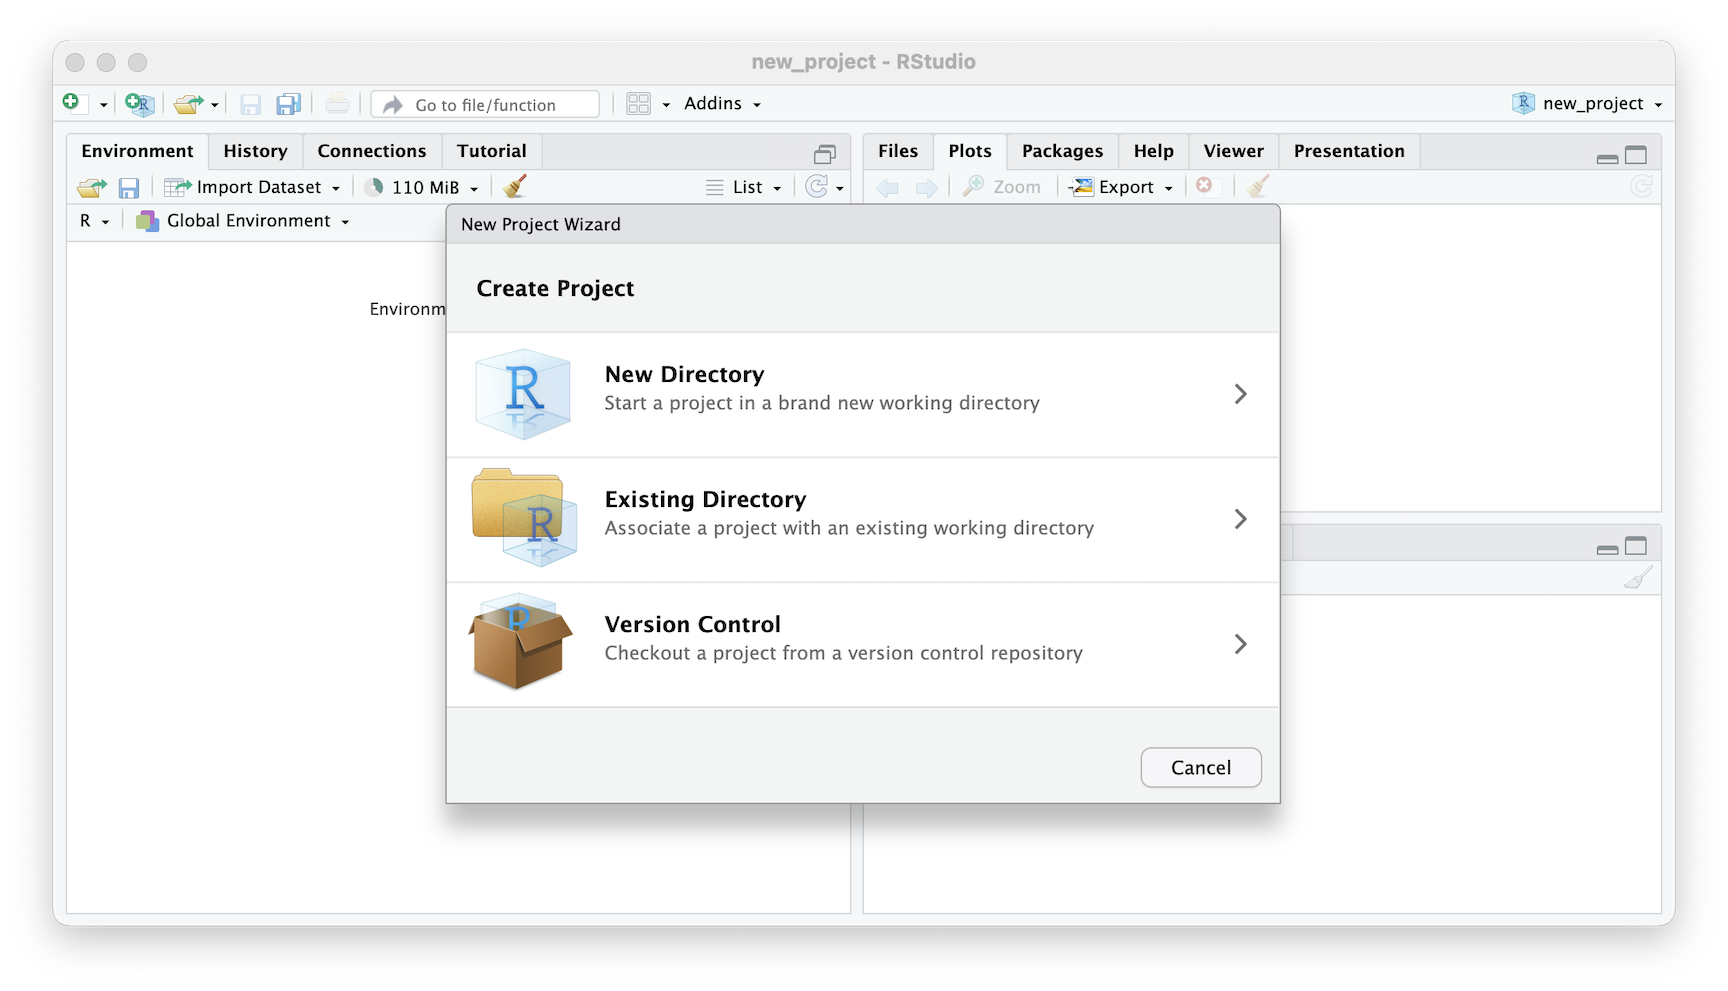 new_project - RStudio
Go to file/function
Addins
R new_project
Environment History Connections Tutorial
Files Plots Packages Help Viewer Presentation
Import Dataset 110 MiB List
Zoom Export
R Global Environment
Environm
New Project Wizard
Create Project
R
New Directory
Start a project in a brand new working directory
R
Existing Directory
Associate a project with an existing working directory
R
Version Control
Checkout a project from a version control repository
Cancel